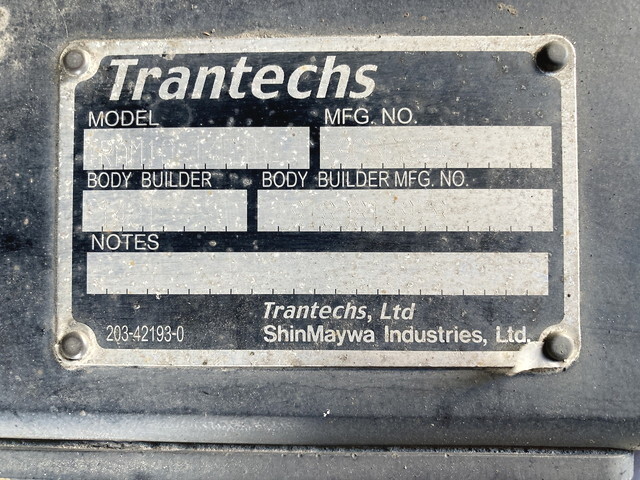 Trantechs
MODEL MFG. NO.
BODY BUILDER BODY BUILDER MFG. NO.
NOTES
Trantechs, Ltd
203-42193-0 ShinMaywa Industries, Ltd.